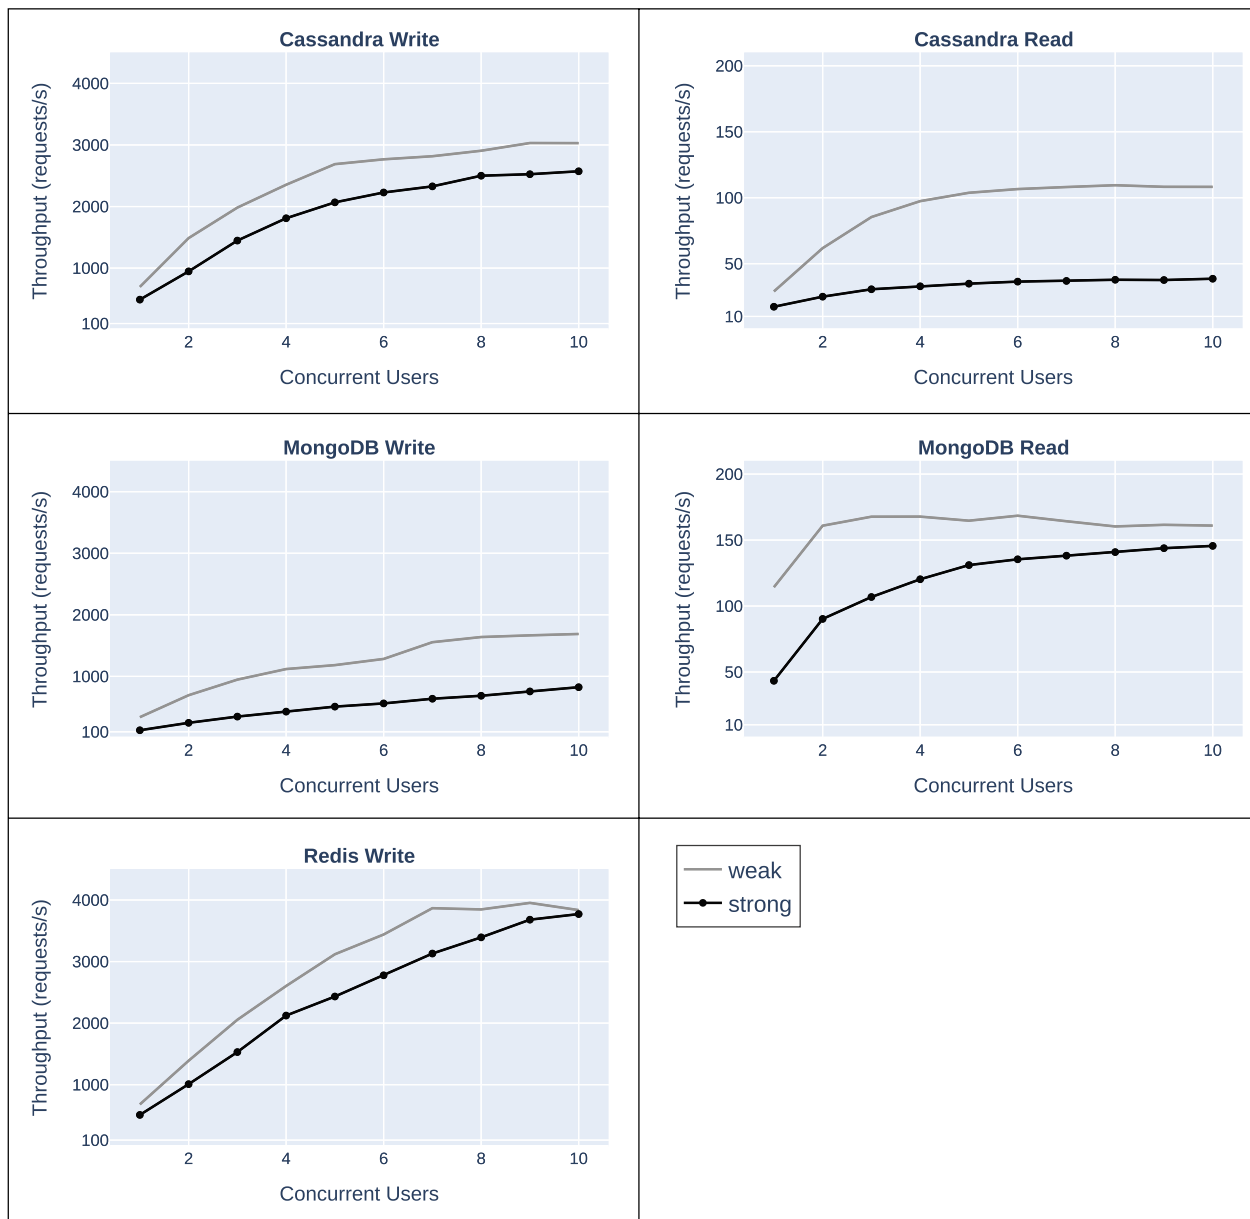 Cassandra Write
Throughput (requests/s)
4000
3000
2000
1000
100
2 4 6 8 10
Concurrent Users
Cassandra Read
Throughput (requests/s)
200
150
100
50
10
2 4 6 8 10
Concurrent Users
MongoDB Write
Throughput (requests/s)
4000
3000
2000
1000
100
2 4 6 8 10
Concurrent Users
MongoDB Read
Throughput (requests/s)
200
150
100
50
10
2 4 6 8 10
Concurrent Users
Redis Write
Throughput (requests/s)
4000
3000
2000
1000
100
2 4 6 8 10
Concurrent Users
weak
strong